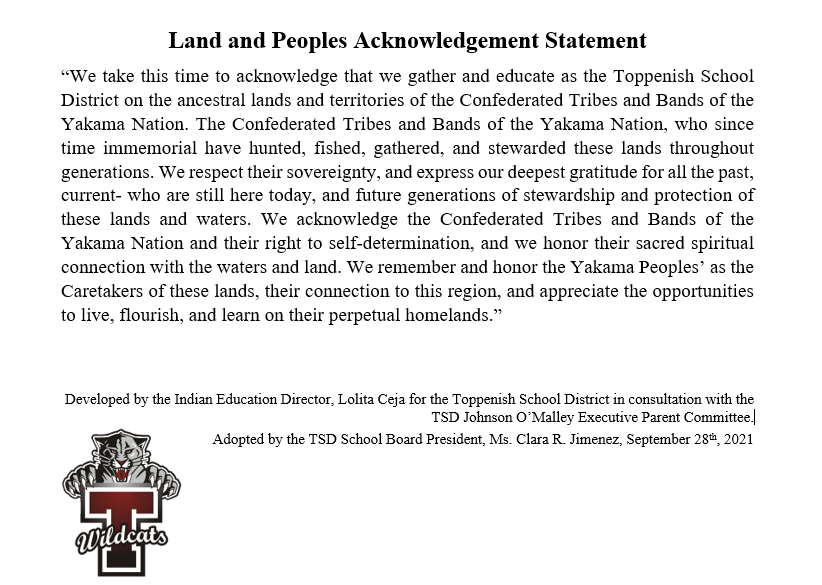 Land and Peoples Acknowledgement Statement
“We take this time to acknowledge that we gather and educate as the Toppenish School
District on the ancestral lands and territories of the Confederated Tribes and Bands of the
Yakama Nation. The Confederated Tribes and Bands of the Yakama Nation, who since
time immemorial have hunted, fished, gathered, and stewarded these lands throughout
generations. We respect their sovereignty, and express our deepest gratitude for all the past,
current- who are still here today, and future generations of stewardship and protection of
these lands and waters. We acknowledge the Confederated Tribes and Bands of the
Yakama Nation and their right to self-determination, and we honor their sacred spiritual
connection with the waters and land. We remember and honor the Yakama Peoples’ as the
Caretakers of these lands, their connection to this region, and appreciate the opportunities
to live, flourish, and learn on their perpetual homelands.”
Developed by the Indian Education Director, Lolita Ceja for the Toppenish School District in consultation with the
TSD Johnson O’Malley Executive Parent Committee.
Adopted by the TSD School Board President, Ms. Clara R. Jimenez, September 28th, 2021
T
Wildcats